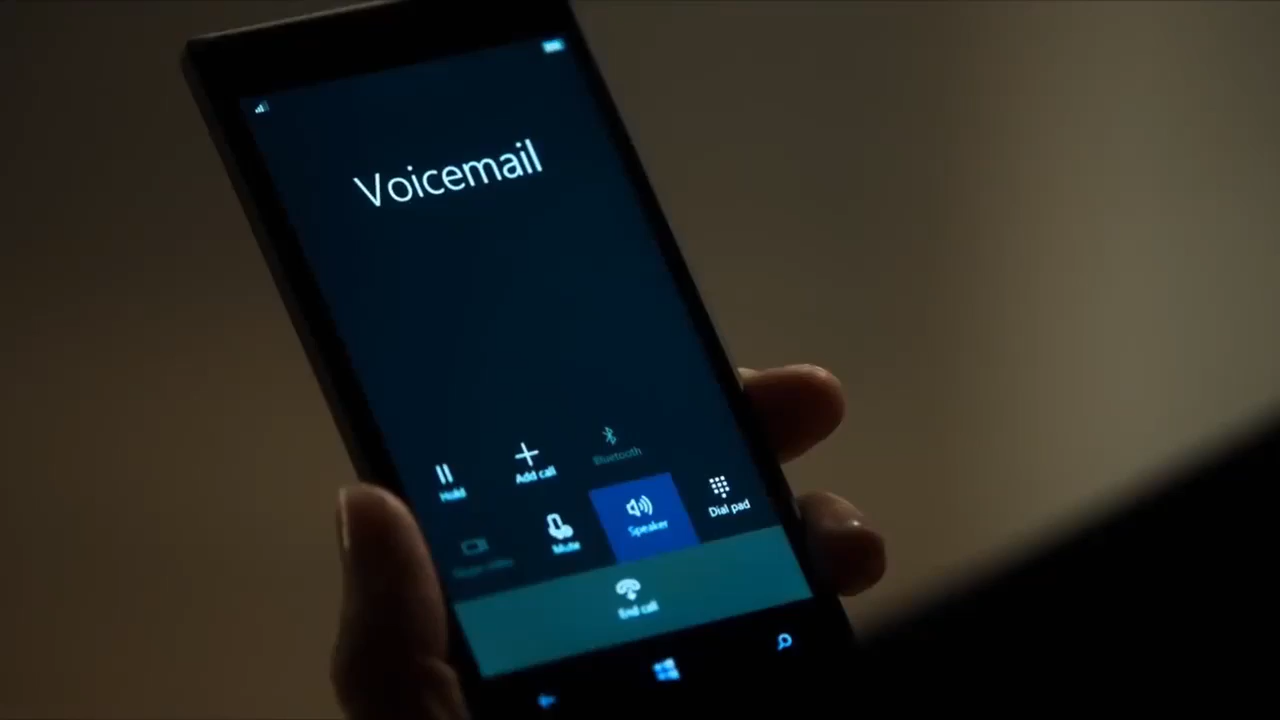 Voicemail
Hold
Add call
Bluetooth
Mute
Speaker
Dial pad
End call